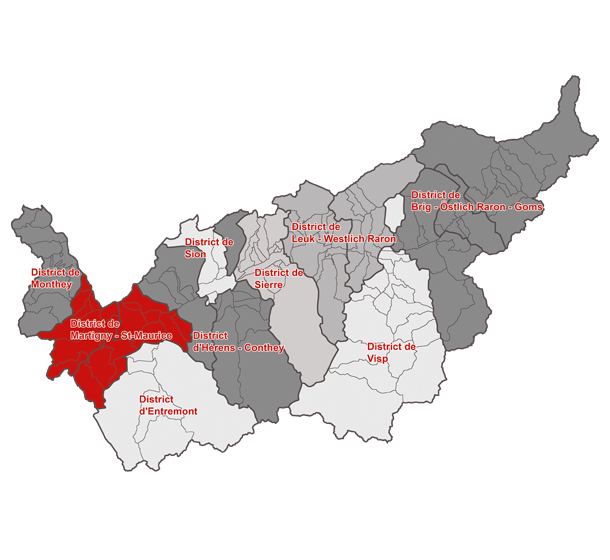 District de
Brig - Ostlich Raron - Goms
District de
Leuk - Westlich Raron
District de
Sion
District de
Sierre
District de
Monthey
District de
Martigny - St-Maurice
District
d'Hérens - Conthey
District de
Visp
District
d'Entremont